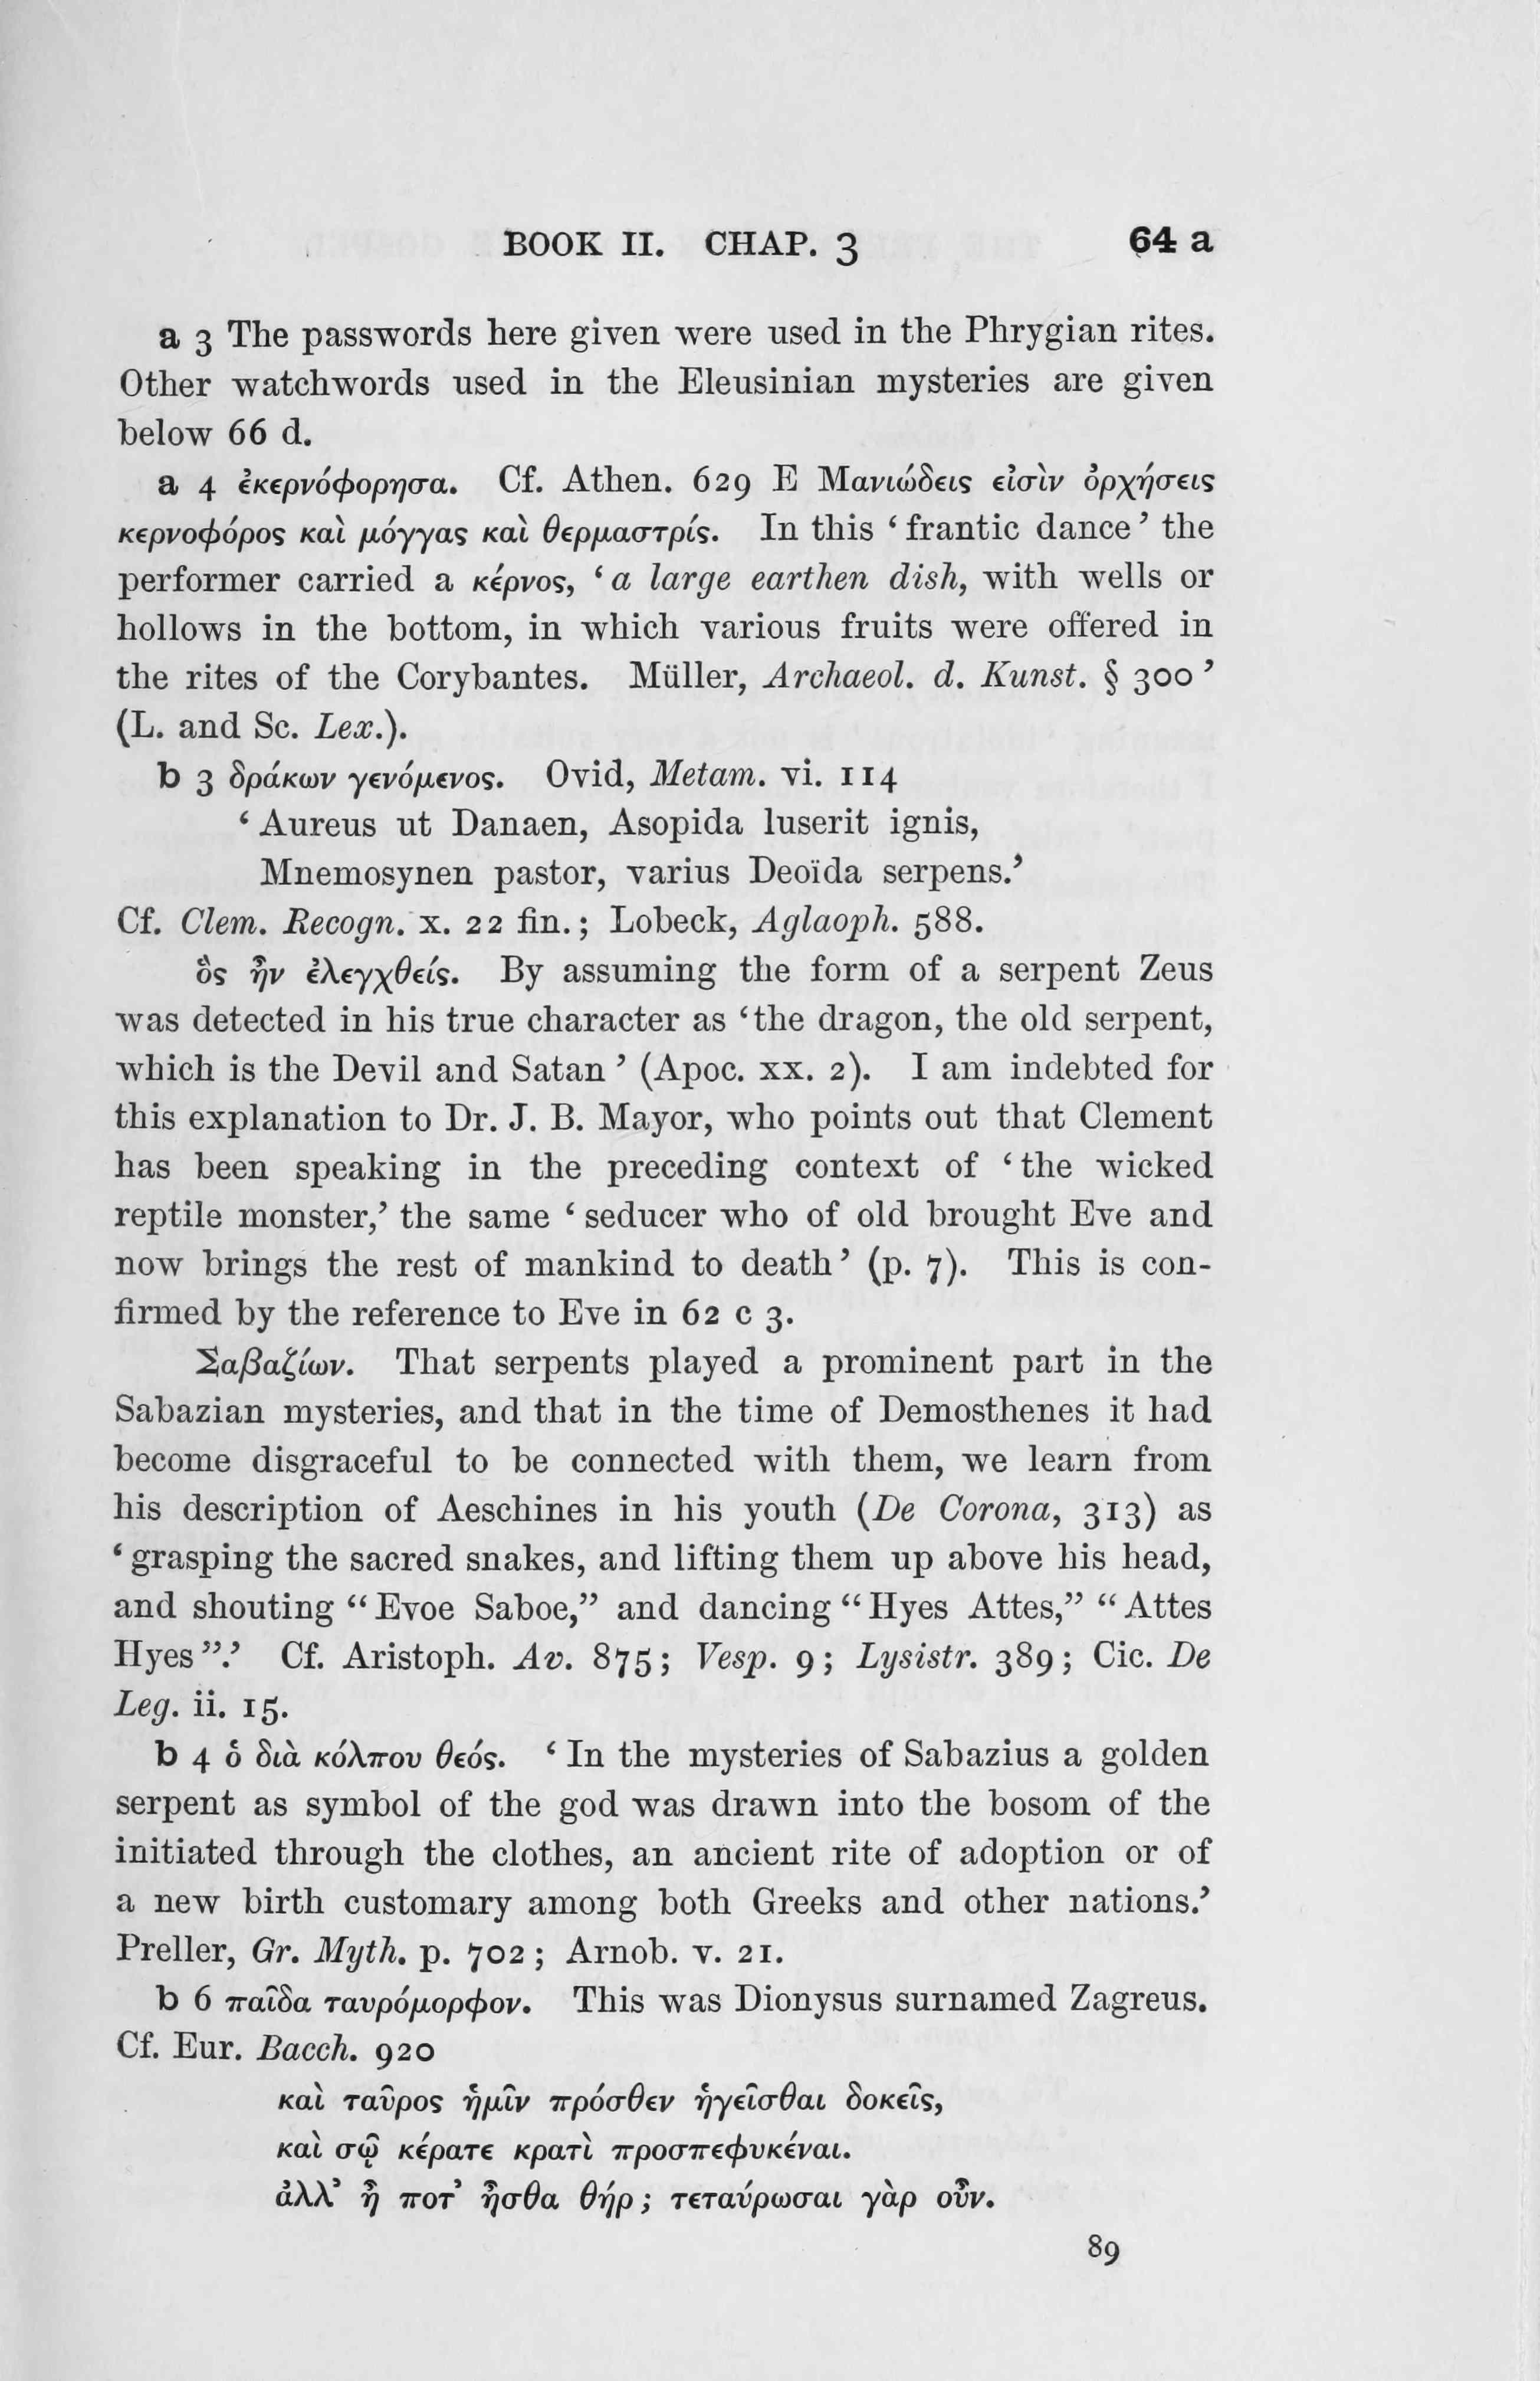 BOOK II. CHAP. 3 64 a
a 3 The passwords here given were used in the Phrygian rites.
Other watchwords used in the Eleusinian mysteries are given
below 66 d.
a 4 ἐκερνόφορησα. Cf. Athen. 629 E Μανιώδεις εἰσὶν ὀρχήσεις
κερνοφόρος καὶ μόγγας καὶ θερμαστρίς. In this ‘ frantic dance ’ the
performer carried a κέρνος, ‘ a large earthen dish, with wells or
hollows in the bottom, in which various fruits were offered in
the rites of the Corybantes. Müller, Archaeol. d. Kunst. § 300 ’
(L. and Sc. Lex.).
b 3 δράκων γενόμενος. Ovid, Metam. vi. 114
‘ Aureus ut Danaen, Asopida luserit ignis,
Mnemosynen pastor, varius Deoïda serpens.’
Cf. Clem. Recogn. x. 22 fin. ; Lobeck, Aglaoph. 588.
ὃς ἦν ἐλεγχθείς. By assuming the form of a serpent Zeus
was detected in his true character as ‘the dragon, the old serpent,
which is the Devil and Satan ’ (Apoc. xx. 2). I am indebted for
this explanation to Dr. J. B. Mayor, who points out that Clement
has been speaking in the preceding context of ‘ the wicked
reptile monster,’ the same ‘ seducer who of old brought Eve and
now brings the rest of mankind to death ’ (p. 7). This is con-
firmed by the reference to Eve in 62 c 3.
Σαβαζίων. That serpents played a prominent part in the
Sabazian mysteries, and that in the time of Demosthenes it had
become disgraceful to be connected with them, we learn from
his description of Aeschines in his youth (De Corona, 313) as
‘ grasping the sacred snakes, and lifting them up above his head,
and shouting “ Evoe Saboe,” and dancing “ Hyes Attes,” “ Attes
Hyes ”.’ Cf. Aristoph. Av. 875 ; Vesp. 9 ; Lysistr. 389 ; Cic. De
Leg. ii. 15.
b 4 ὁ διὰ κόλπου θεός. ‘ In the mysteries of Sabazius a golden
serpent as symbol of the god was drawn into the bosom of the
initiated through the clothes, an ancient rite of adoption or of
a new birth customary among both Greeks and other nations.’
Preller, Gr. Myth. p. 702 ; Arnob. v. 21.
b 6 παῖδα ταυρόμορφον. This was Dionysus surnamed Zagreus.
Cf. Eur. Bacch. 920
καὶ ταῦρος ἡμῖν πρόσθεν ἡγεῖσθαι δοκεῖς,
καὶ σῷ κέρατε κρατὶ προσπεφυκέναι.
ἀλλ’ ἦ ποτ’ ἦσθα θήρ ; τεταύρωσαι γὰρ οὖν.
89